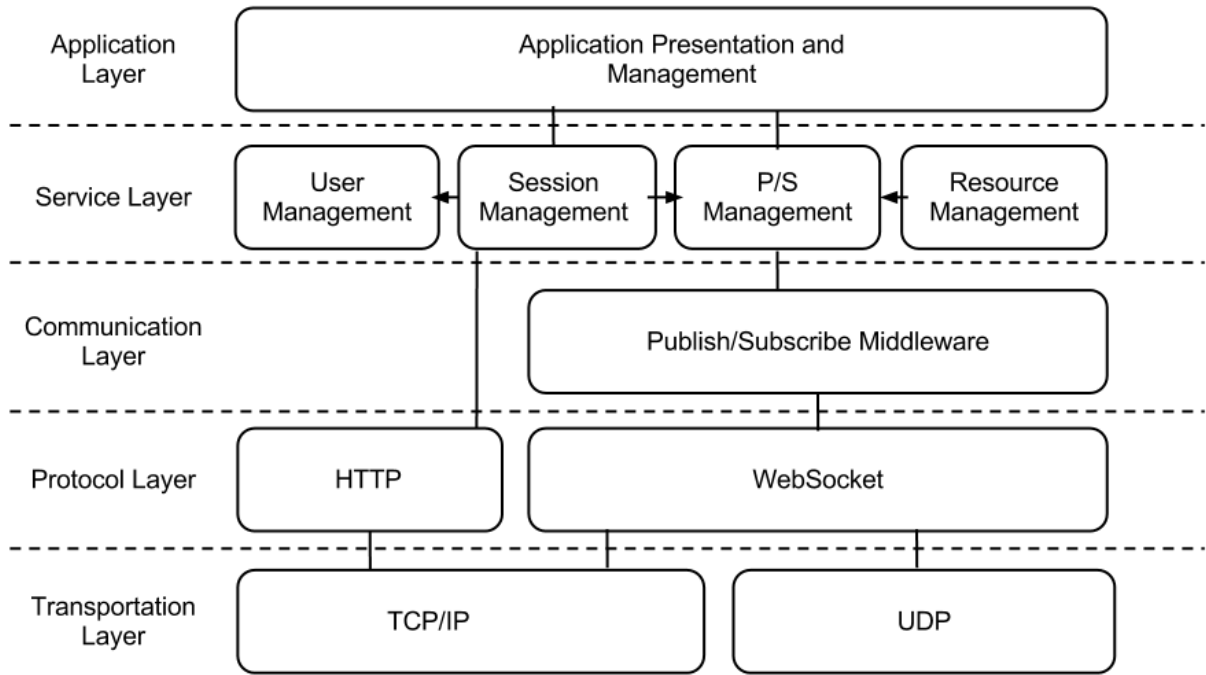 Application
Layer
Application Presentation and
Management
Service Layer
User
Management
Session
Management
P/S
Management
Resource
Management
Communication
Layer
Publish/Subscribe Middleware
Protocol Layer
HTTP
WebSocket
Transportation
Layer
TCP/IP
UDP